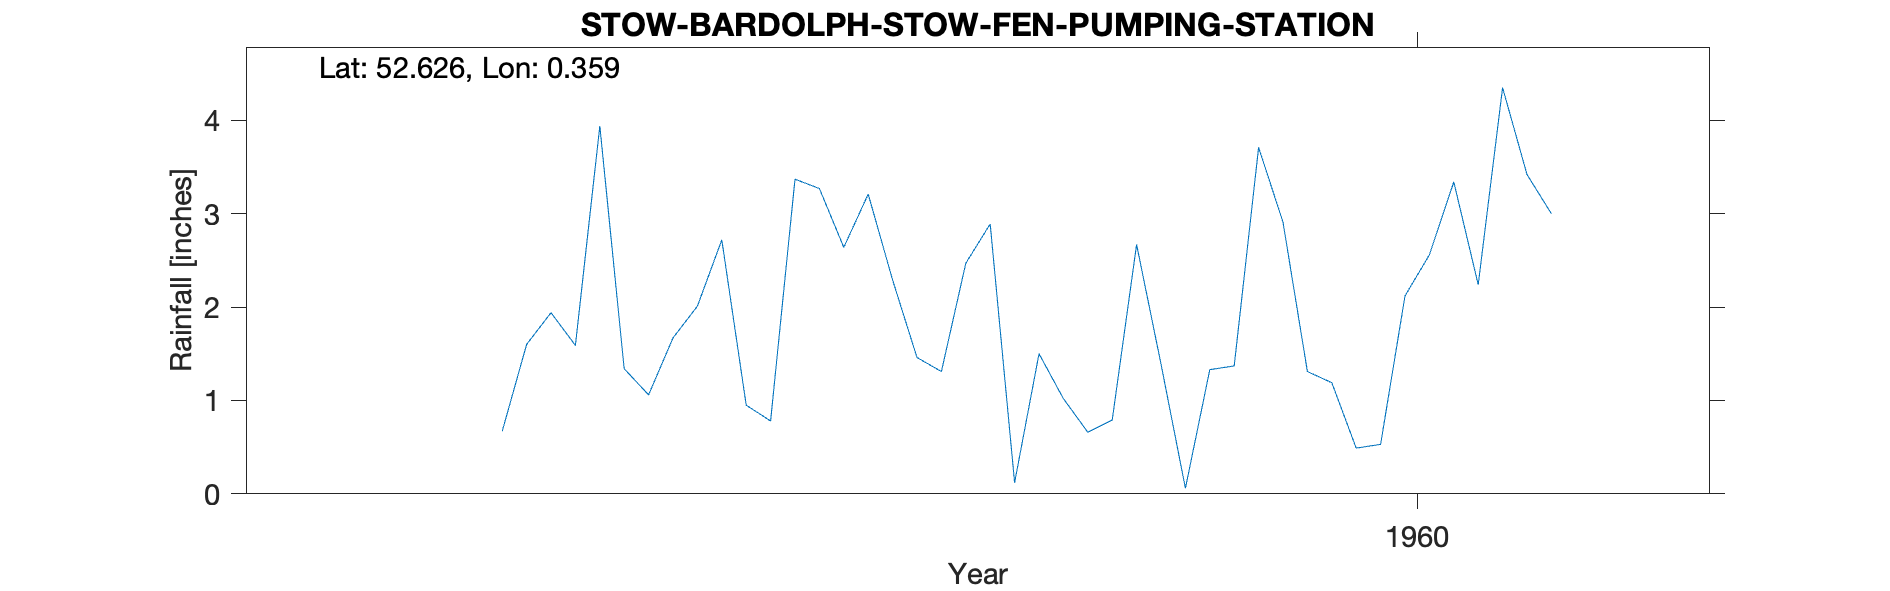 STOW-BARDOLPH-STOW-FEN-PUMPING-STATION
Lat: 52.626, Lon: 0.359
4
3
2
1
0
Rainfall [inches]
1960
Year